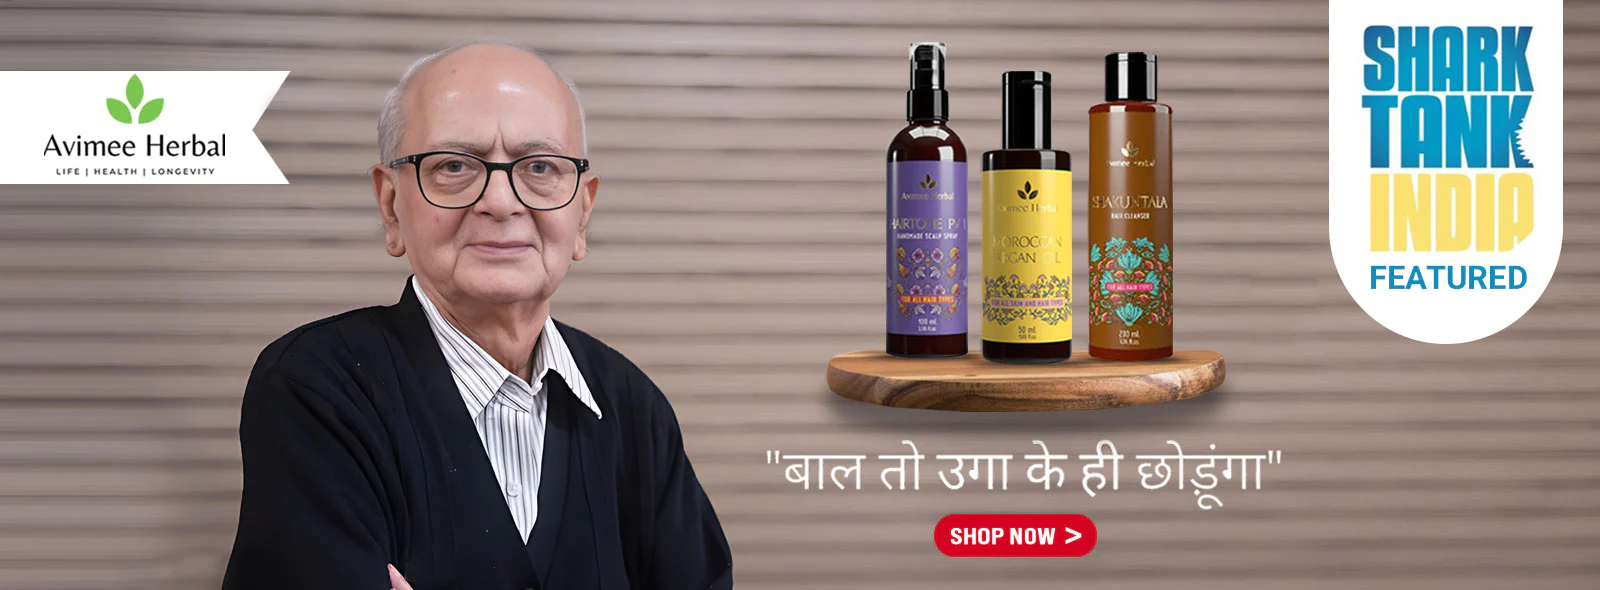 Avimee Herbal
LIFE | HEALTH | LONGEVITY
Avimee Herbal
HAIRTONE PV 1
HANDMADE SCALP SPRAY
FOR ALL HAIR TYPES
100 mL
Avimee Herbal
MOROCCAN
ARGAN OIL
FOR ALL SKIN AND HAIR TYPES
50 mL
Avimee Herbal
SHAKUNTALA
HAIR CLEANSER
FOR ALL HAIR TYPES
200 mL
SHARK
TANK
INDIA
FEATURED
"बाल तो उगा के ही छोड़ूंगा"
SHOP NOW >